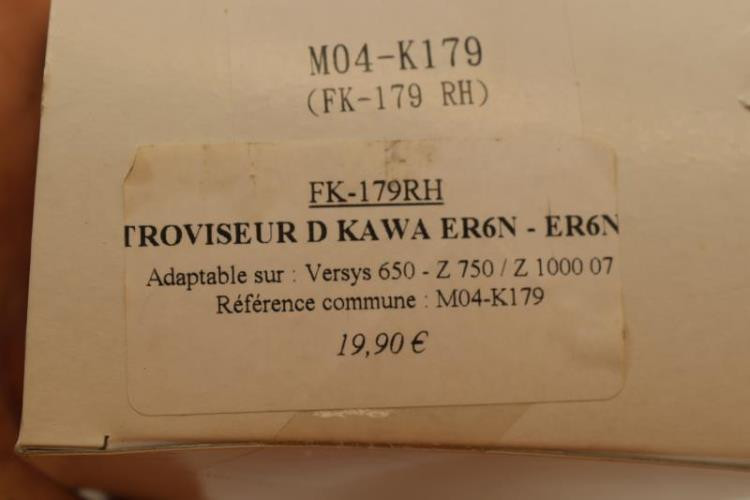 M04-K179
(FK-179 RH)
FK-179RH
TROVISEUR D KAWA ER6N - ER6N
Adaptable sur : Versys 650 - Z 750 / Z 1000 07
Référence commune : M04-K179
19,90 €